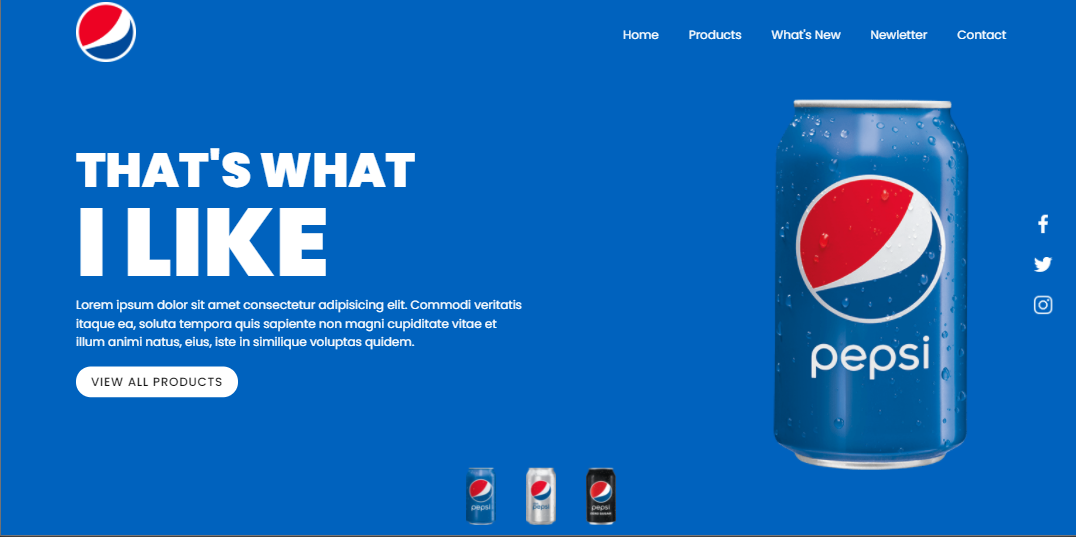 Home Products What's New Newletter Contact
THAT'S WHAT
I LIKE
Lorem ipsum dolor sit amet consectetur adipisicing elit. Commodi veritatis
itaque ea, soluta tempora quis sapiente non magni cupiditate vitae et
illum animi natus, eius, iste in similique voluptas quidem.
VIEW ALL PRODUCTS
pepsi
pepsi
pepsi
pepsi